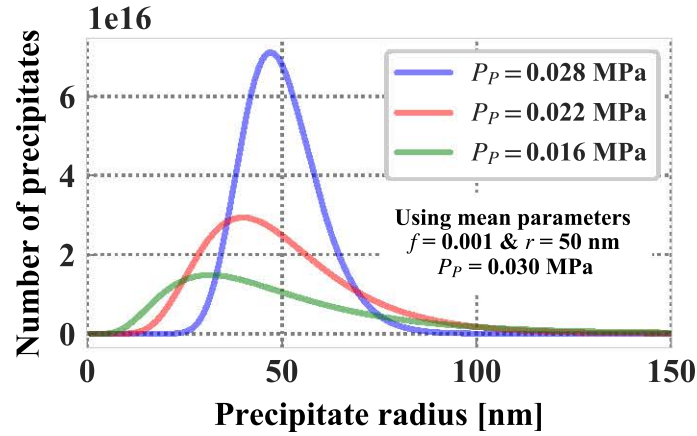 1e16
Number of precipitates
6
4
2
0
P_P = 0.028 MPa
P_P = 0.022 MPa
P_P = 0.016 MPa
Using mean parameters
f = 0.001 & r = 50 nm
P_P = 0.030 MPa
0 50 100 150
Precipitate radius [nm]